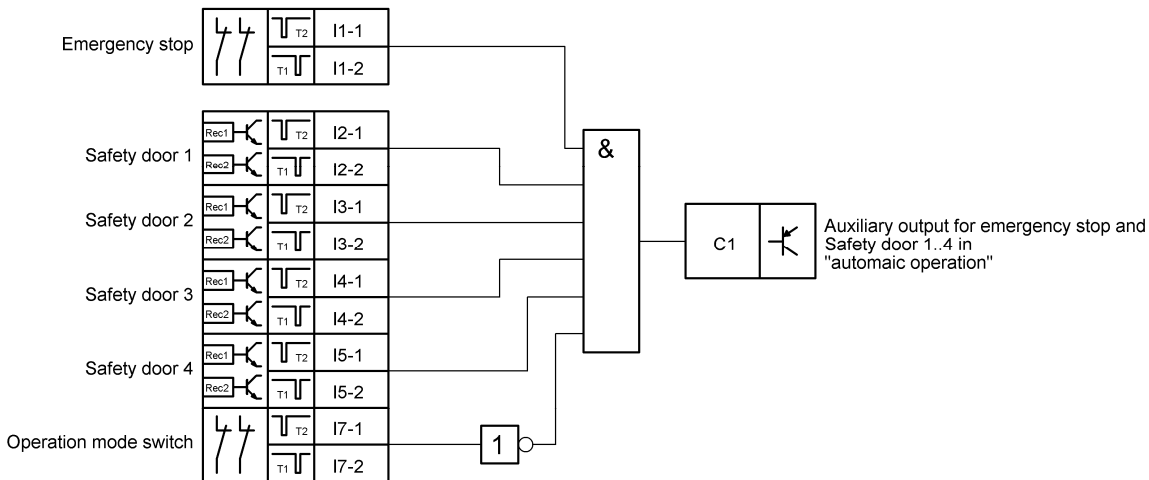 Emergency stop
T2 I1-1
T1 I1-2
Safety door 1
Rec1 T2 I2-1
Rec2 T1 I2-2
Safety door 2
Rec1 T2 I3-1
Rec2 T1 I3-2
Safety door 3
Rec1 T2 I4-1
Rec2 T1 I4-2
Safety door 4
Rec1 T2 I5-1
Rec2 T1 I5-2
Operation mode switch
T2 I7-1
T1 I7-2
1
&
C1
Auxiliary output for emergency stop and
Safety door 1..4 in
"automaic operation"